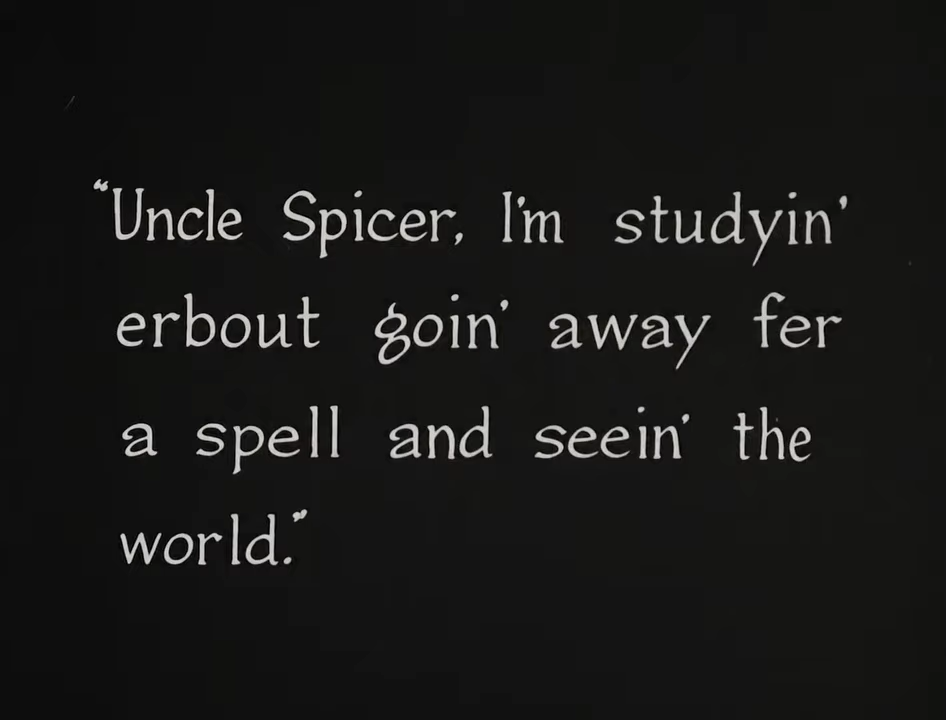 “Uncle Spicer, I'm studyin'
erbout goin' away fer
a spell and seein' the
world.”